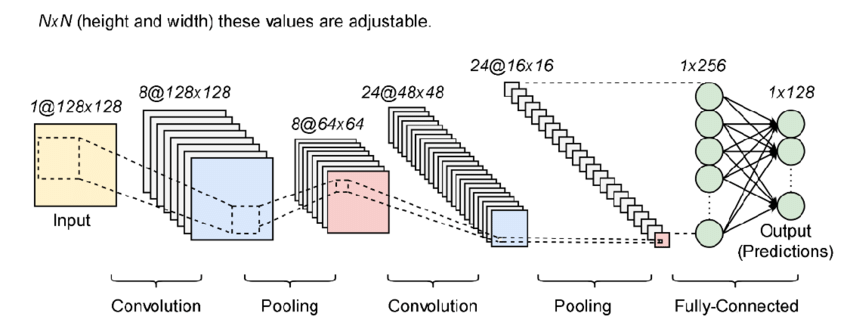 NxN (height and width) these values are adjustable.
1@128x128
8@128x128
8@64x64
24@48x48
24@16x16
1x256
1x128
Input
Output
(Predictions)
Convolution
Pooling
Convolution
Pooling
Fully-Connected